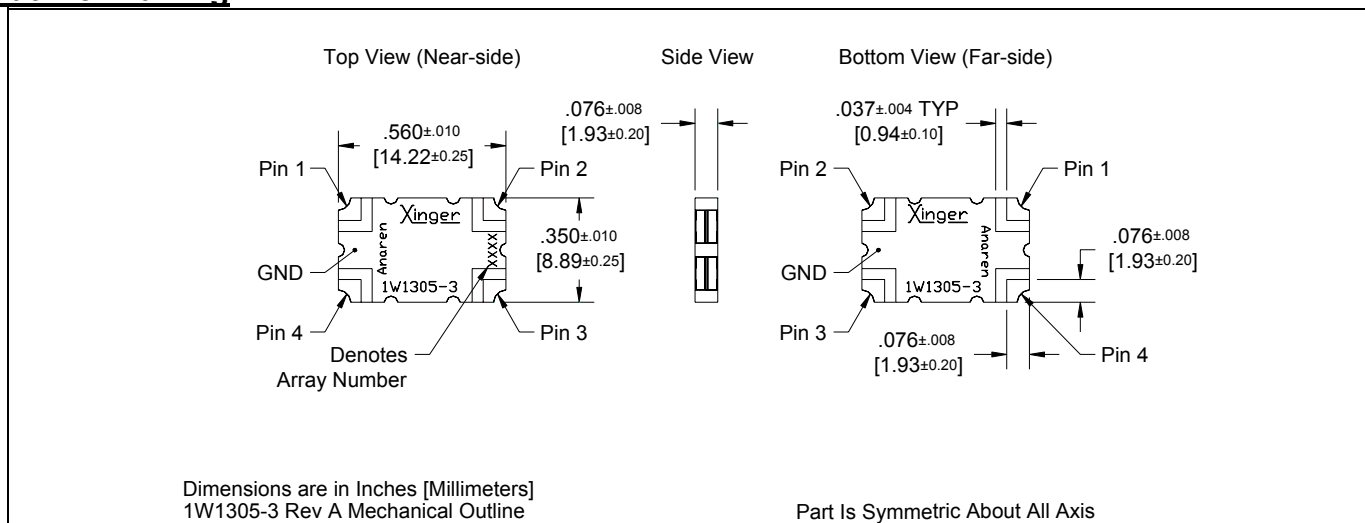 Top View (Near-side)
Side View
Bottom View (Far-side)
.560±.010
[14.22±0.25]
.076±.008
[1.93±0.20]
.037±.004 TYP
[0.94±0.10]
Pin 1
Pin 2
Pin 2
Pin 1
Xinger
Anaren
XXXX
.350±.010
[8.89±0.25]
Xinger
Anaren
.076±.008
[1.93±0.20]
GND
1W1305-3
GND
1W1305-3
Pin 4
Pin 3
Denotes
Array Number
Pin 3
.076±.008
[1.93±0.20]
Pin 4
Dimensions are in Inches [Millimeters]
1W1305-3 Rev A Mechanical Outline
Part Is Symmetric About All Axis